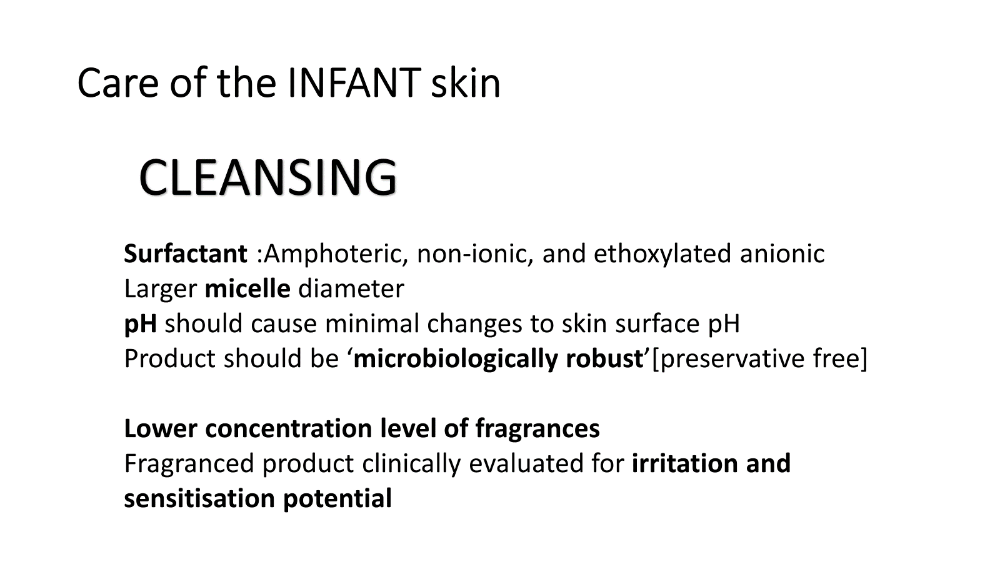 Care of the INFANT skin
CLEANSING
Surfactant :Amphoteric, non-ionic, and ethoxylated anionic
Larger micelle diameter
pH should cause minimal changes to skin surface pH
Product should be ‘microbiologically robust’[preservative free]
Lower concentration level of fragrances
Fragranced product clinically evaluated for irritation and
sensitisation potential